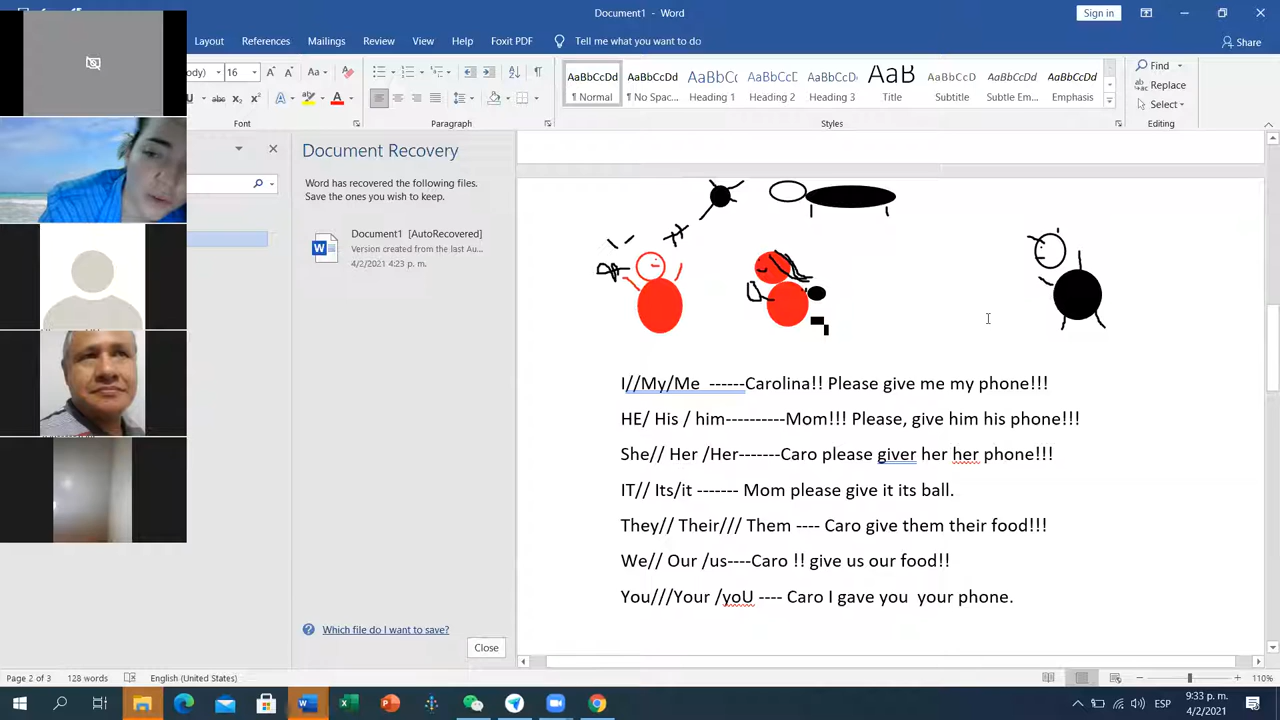 Document1 - Word
Sign in
Layout References Mailings Review View Help Foxit PDF Tell me what you want to do
Share
16 A A Aa
abc X₂ X² A A
Font Paragraph Styles Editing
AaBbCcDd AaBbCcDd AaBbC AaBbCcC AaBbCcD AaB AaBbCcD AaBbCcDd AaBbCcDd
¶ Normal ¶ No Spac... Heading 1 Heading 2 Heading 3 Title Subtitle Subtle Em... Emphasis
Find
Replace
Select
Document Recovery
Word has recovered the following files.
Save the ones you wish to keep.
Document1 [AutoRecovered]
Version created from the last Au...
4/2/2021 4:23 p. m.
I//My/Me ------Carolina!! Please give me my phone!!!
HE/ His / him----------Mom!!! Please, give him his phone!!!
She// Her /Her-------Caro please giver her her phone!!!
IT// Its/it ------- Mom please give it its ball.
They// Their/// Them ---- Caro give them their food!!!
We// Our /us----Caro !! give us our food!!
You///Your /yoU ---- Caro I gave you your phone.
Which file do I want to save?
Close
Page 2 of 3 128 words English (United States) 110%
ESP 9:33 p. m.
4/2/2021